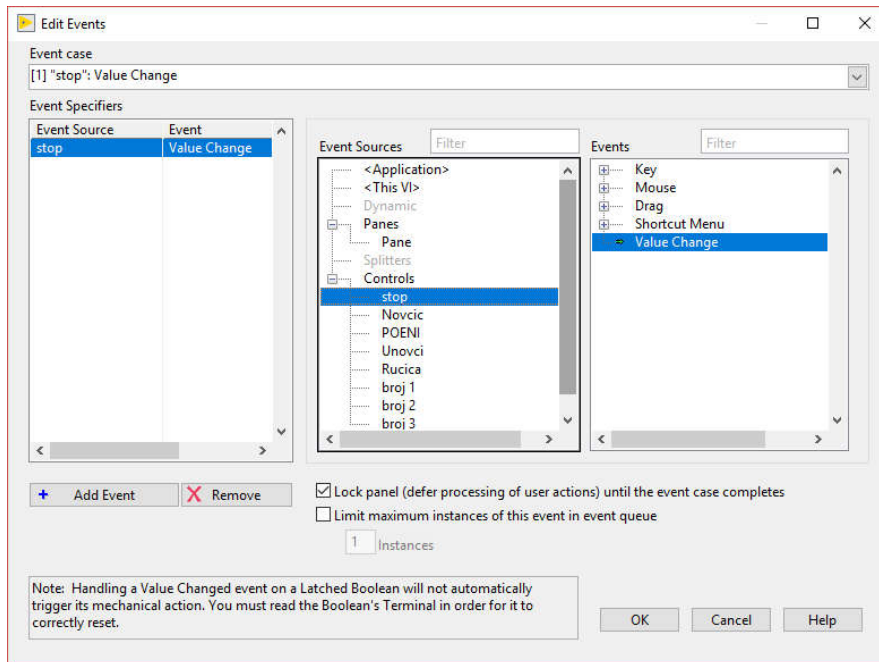 Edit Events
Event case
[1] "stop": Value Change
Event Specifiers
Event Source Event
stop Value Change
Event Sources Filter
<Application>
<This VI>
Dynamic
Panes
Pane
Splitters
Controls
stop
Novcic
POENI
Unovci
Rucica
broj 1
broj 2
broj 3
Events Filter
Key
Mouse
Drag
Shortcut Menu
Value Change
Add Event Remove
Lock panel (defer processing of user actions) until the event case completes
Limit maximum instances of this event in event queue
1 Instances
Note: Handling a Value Changed event on a Latched Boolean will not automatically
trigger its mechanical action. You must read the Boolean's Terminal in order for it to
correctly reset.
OK Cancel Help